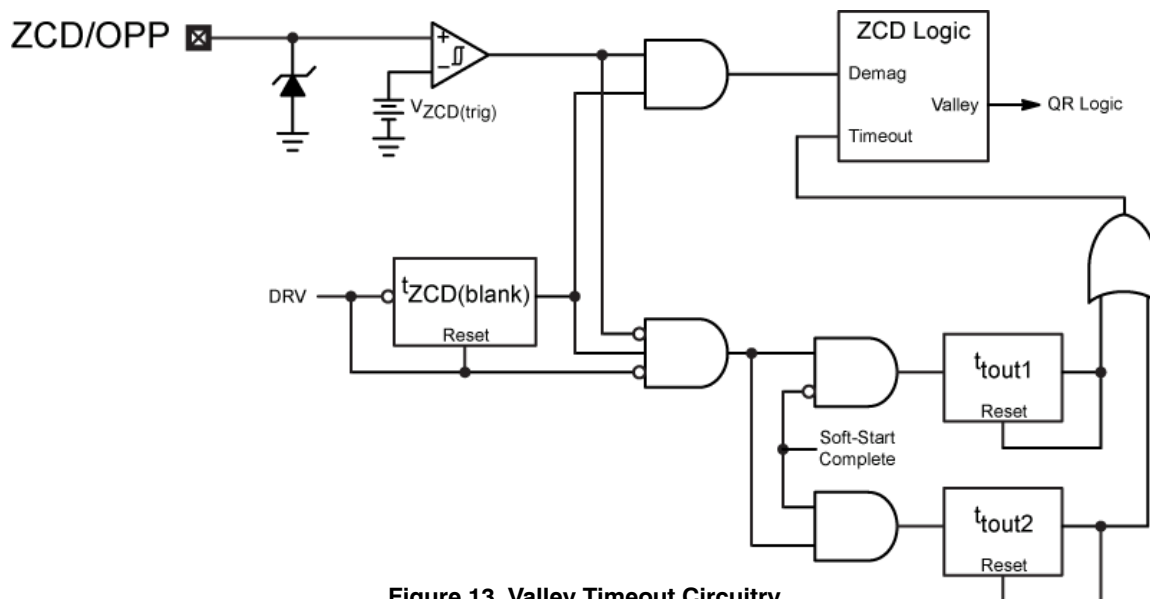 ZCD/OPP
ZCD Logic
Demag
Valley
QR Logic
VZCD(trig)
Timeout
DRV
tZCD(blank)
Reset
ttout1
Reset
Soft-Start
Complete
ttout2
Reset
Figure 13. Valley Timeout Circuitry